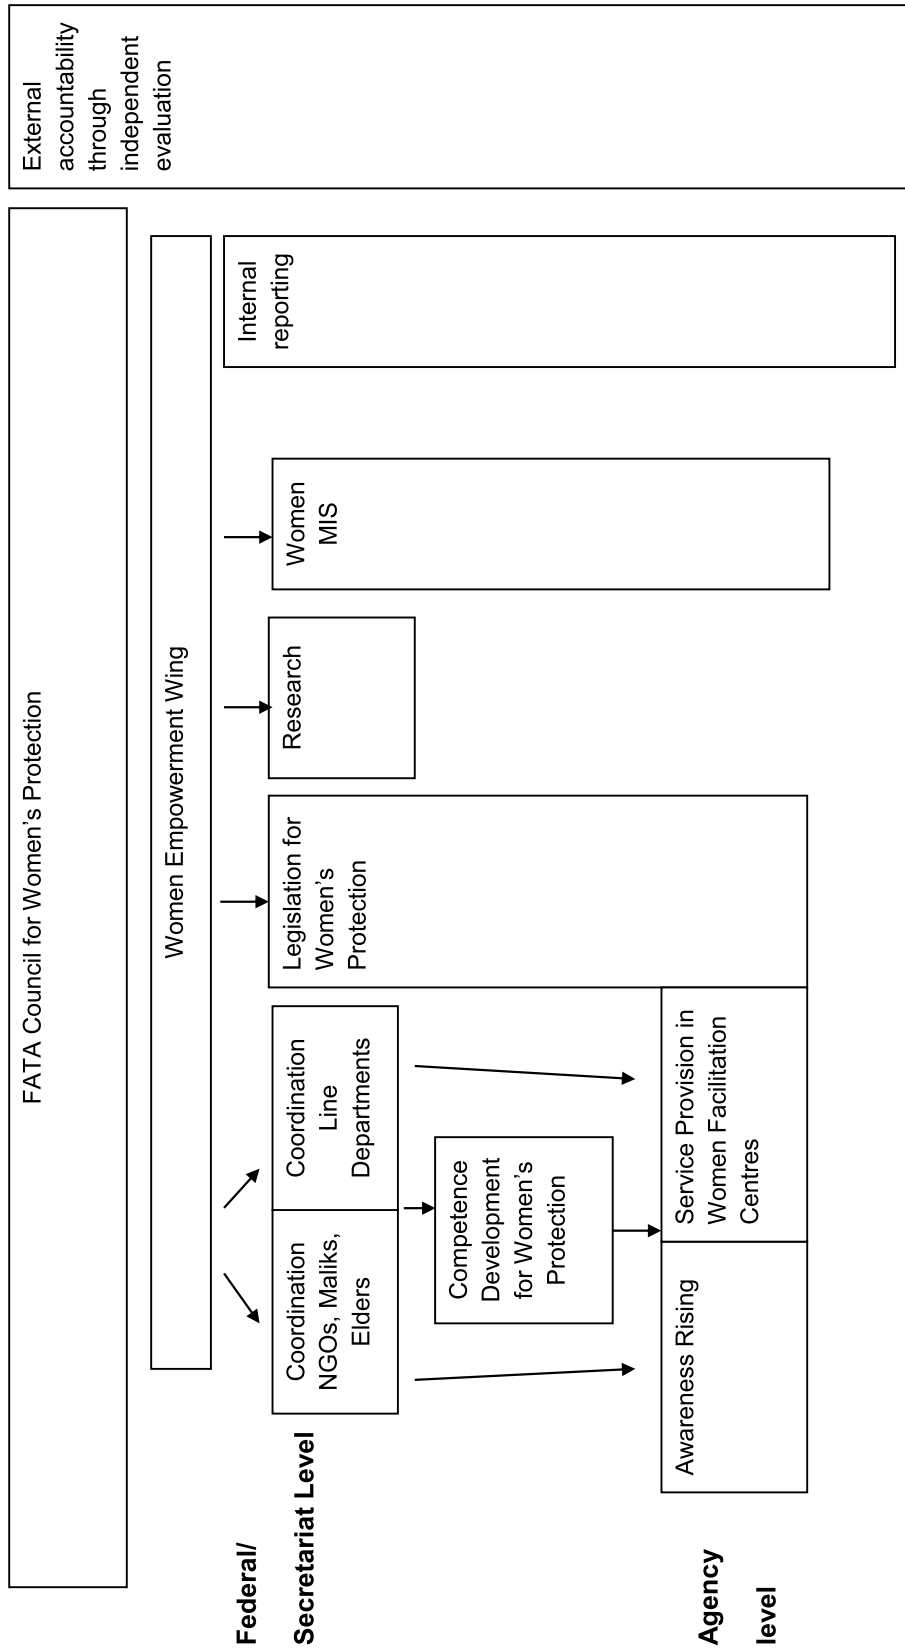 FATA Council for Women's Protection
External
accountability
through
independent
evaluation
Women Empowerment Wing
Federal/
Secretariat Level
Coordination
NGOs, Maliks,
Elders
Coordination
Line
Departments
Legislation for
Women's
Protection
Research
Women
MIS
Internal
reporting
Competence
Development
for Women's
Protection
Agency
level
Awareness Rising
Service Provision in
Women Facilitation
Centres